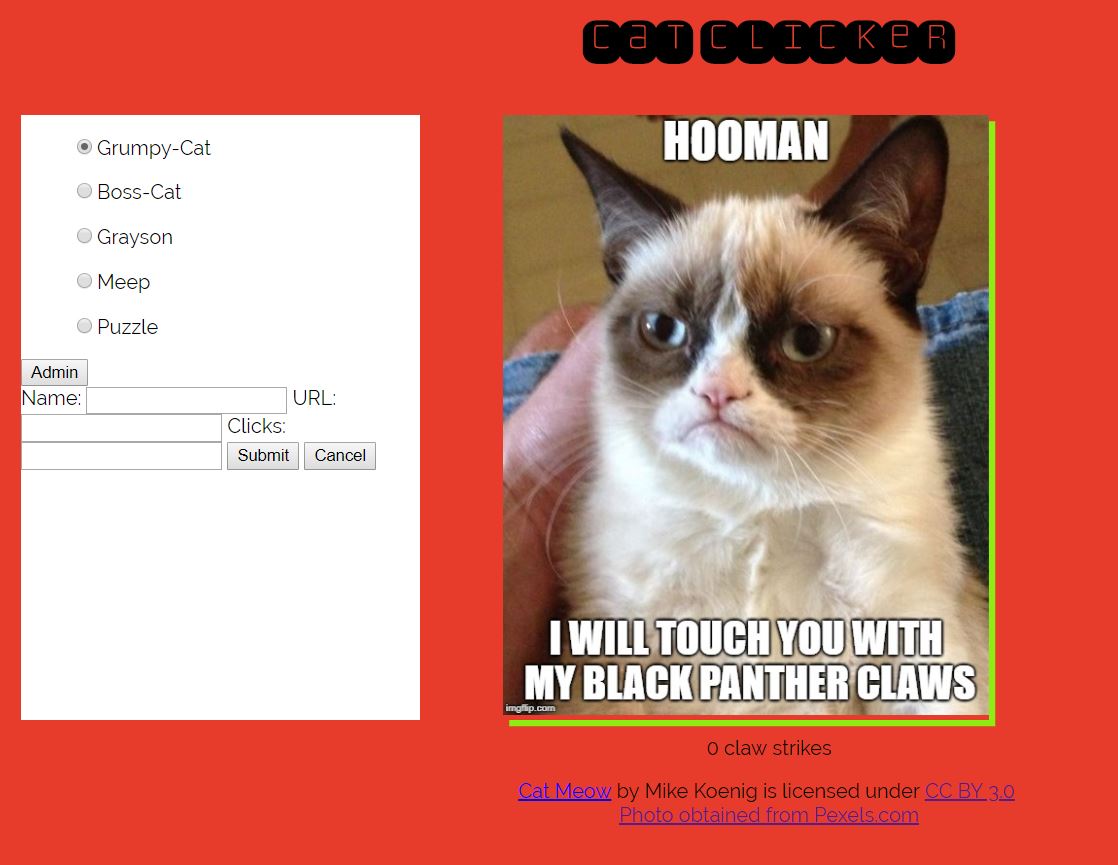 CaT CLICKeR
Grumpy-Cat
Boss-Cat
Grayson
Meep
Puzzle
Admin
Name: URL:
Clicks:
Submit Cancel
HOOMAN
I WILL TOUCH YOU WITH
MY BLACK PANTHER CLAWS
imgflip.com
0 claw strikes
Cat Meow by Mike Koenig is licensed under CC BY 3.0
Photo obtained from Pexels.com